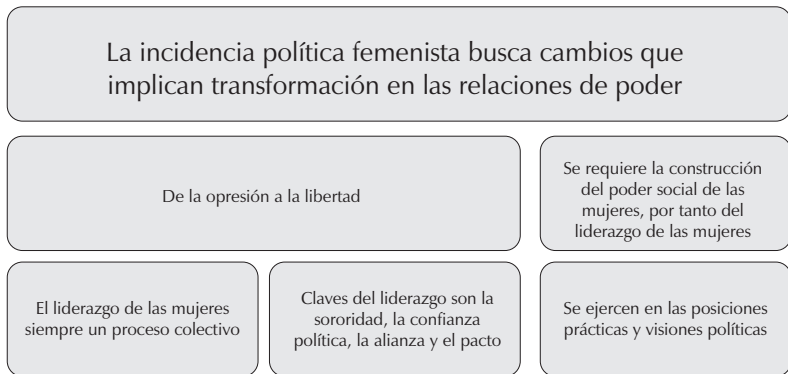 La incidencia política femenista busca cambios que
implican transformación en las relaciones de poder
De la opresión a la libertad
Se requiere la construcción
del poder social de las
mujeres, por tanto del
liderazgo de las mujeres
El liderazgo de las mujeres
siempre un proceso colectivo
Claves del liderazgo son la
sororidad, la confianza
política, la alianza y el pacto
Se ejercen en las posiciones
prácticas y visiones políticas